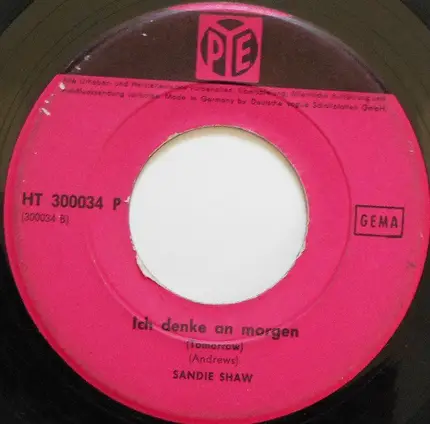 PYE
Alle Urheber- und Herstellerrechte vorbehalten, Überspielung, öffentliche Aufführung und
Rundfunksendung verboten. Made in Germany by Deutsche Vogue Schallplatten GmbH.
HT 300034 P
(300034 B)
GEMA
Ich denke an morgen
(Tomorrow)
(Andrews)
SANDIE SHAW